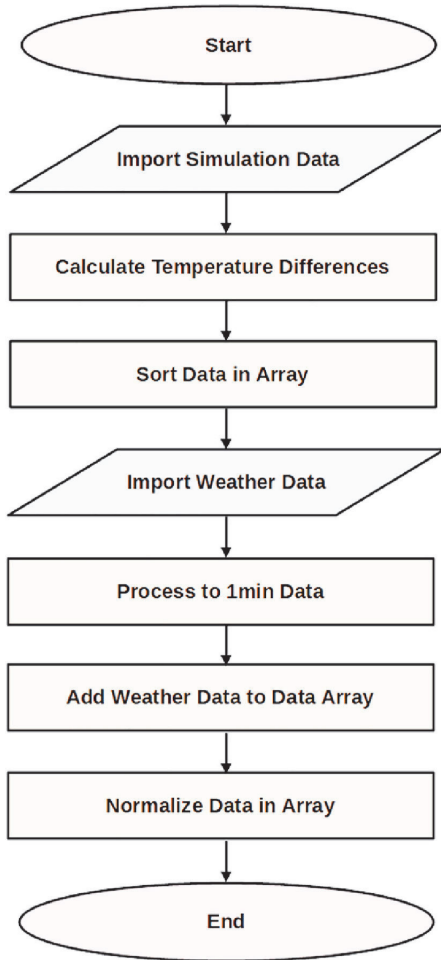 Start
Import Simulation Data
Calculate Temperature Differences
Sort Data in Array
Import Weather Data
Process to 1min Data
Add Weather Data to Data Array
Normalize Data in Array
End